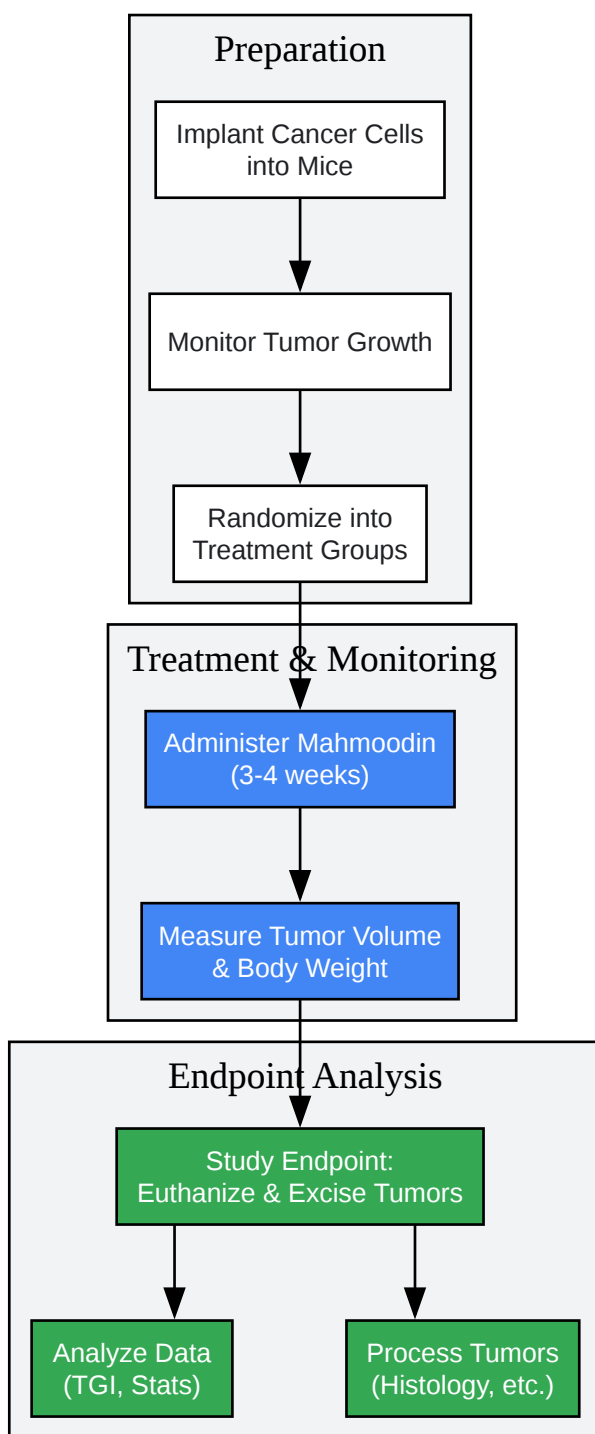 Preparation
Implant Cancer Cells
into Mice
Monitor Tumor Growth
Randomize into
Treatment Groups
Treatment & Monitoring
Administer Mahmoodin
(3-4 weeks)
Measure Tumor Volume
& Body Weight
Endpoint Analysis
Study Endpoint:
Euthanize & Excise Tumors
Analyze Data
(TGI, Stats)
Process Tumors
(Histology, etc.)